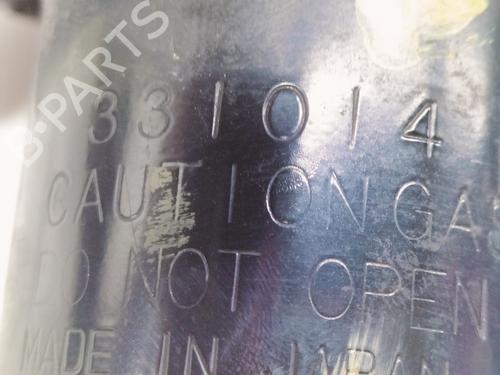 B-PARTS
331014
CAUTION GAS
DO NOT OPEN
MADE IN JAPAN